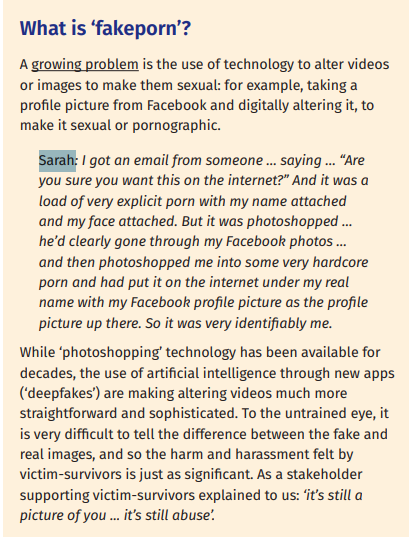 What is ‘fakeporn’?
A growing problem is the use of technology to alter videos
or images to make them sexual: for example, taking a
profile picture from Facebook and digitally altering it, to
make it sexual or pornographic.
Sarah: I got an email from someone … saying … “Are
you sure you want this on the internet?” And it was a
load of very explicit porn with my name attached
and my face attached. But it was photoshopped …
he’d clearly gone through my Facebook photos …
and then photoshopped me into some very hardcore
porn and had put it on the internet under my real
name with my Facebook profile picture as the profile
picture up there. So it was very identifiably me.
While ‘photoshopping’ technology has been available for
decades, the use of artificial intelligence through new apps
(‘deepfakes’) are making altering videos much more
straightforward and sophisticated. To the untrained eye, it
is very difficult to tell the difference between the fake and
real images, and so the harm and harassment felt by
victim-survivors is just as significant. As a stakeholder
supporting victim-survivors explained to us: ‘it’s still a
picture of you … it’s still abuse’.